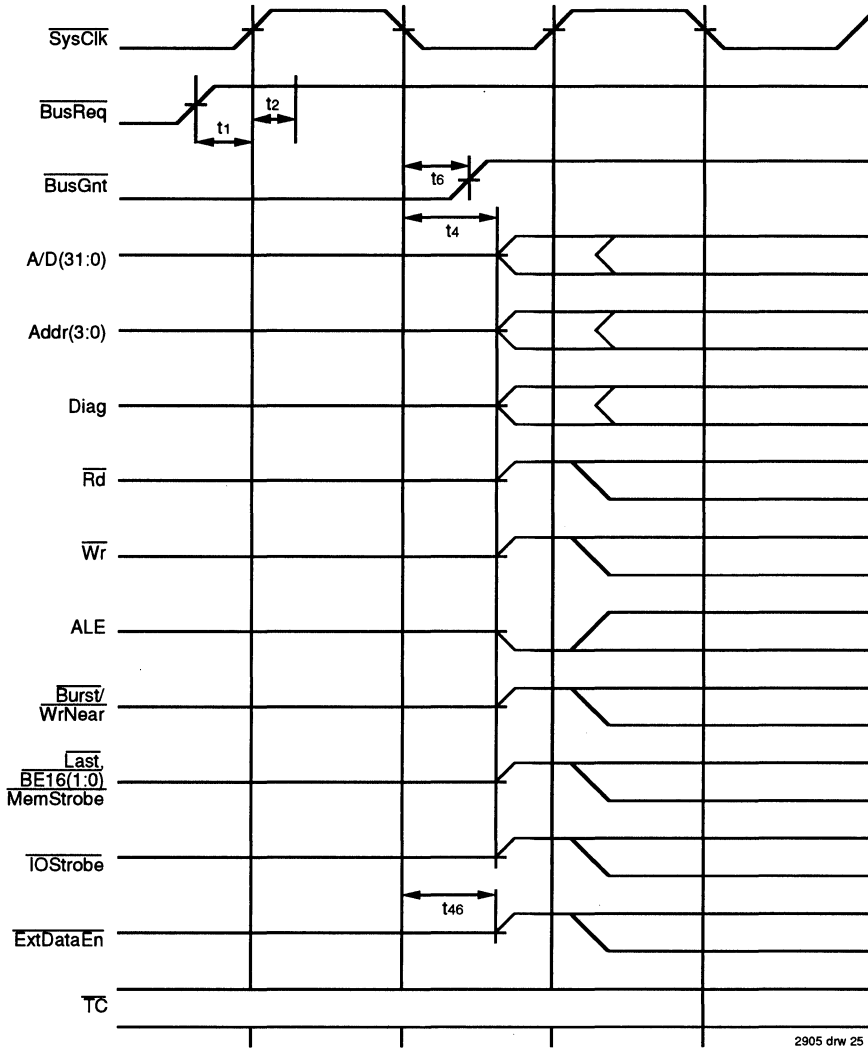 SysClk
BusReq
t1
t2
BusGnt
t6
t4
A/D(31:0)
Addr(3:0)
Diag
Rd
Wr
ALE
Burst/
WrNear
Last,
BE16(1:0)
MemStrobe
IOStrobe
t46
ExtDataEn
TC
2905 drw 25